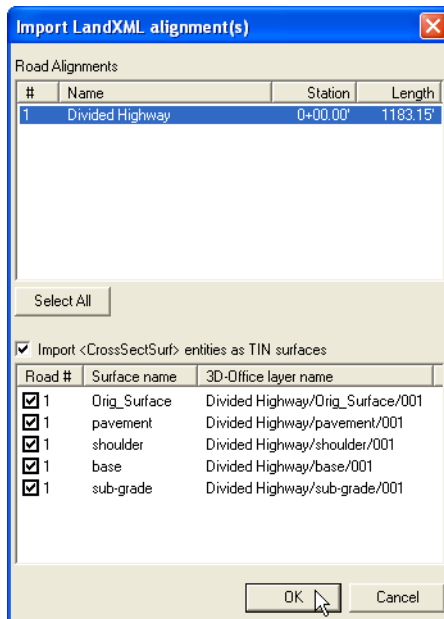 Import LandXML alignment(s)
Road Alignments
# Name Station Length
1 Divided Highway 0+00.00' 1183.15'
Select All
Import <CrossSectSurf> entities as TIN surfaces
Road # Surface name 3D-Office layer name
1 Orig_Surface Divided Highway/Orig_Surface/001
1 pavement Divided Highway/pavement/001
1 shoulder Divided Highway/shoulder/001
1 base Divided Highway/base/001
1 sub-grade Divided Highway/sub-grade/001
OK Cancel